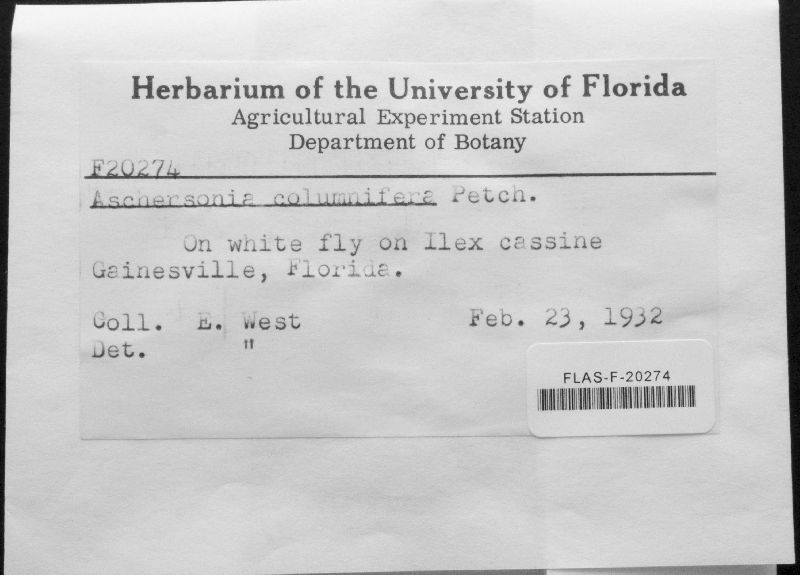 Herbarium of the University of Florida
Agricultural Experiment Station
Department of Botany
F20274
Aschersonia columnifera Petch.
On white fly on Ilex cassine
Gainesville, Florida.
Coll. E. West Feb. 23, 1932
Det. "
FLAS-F-20274